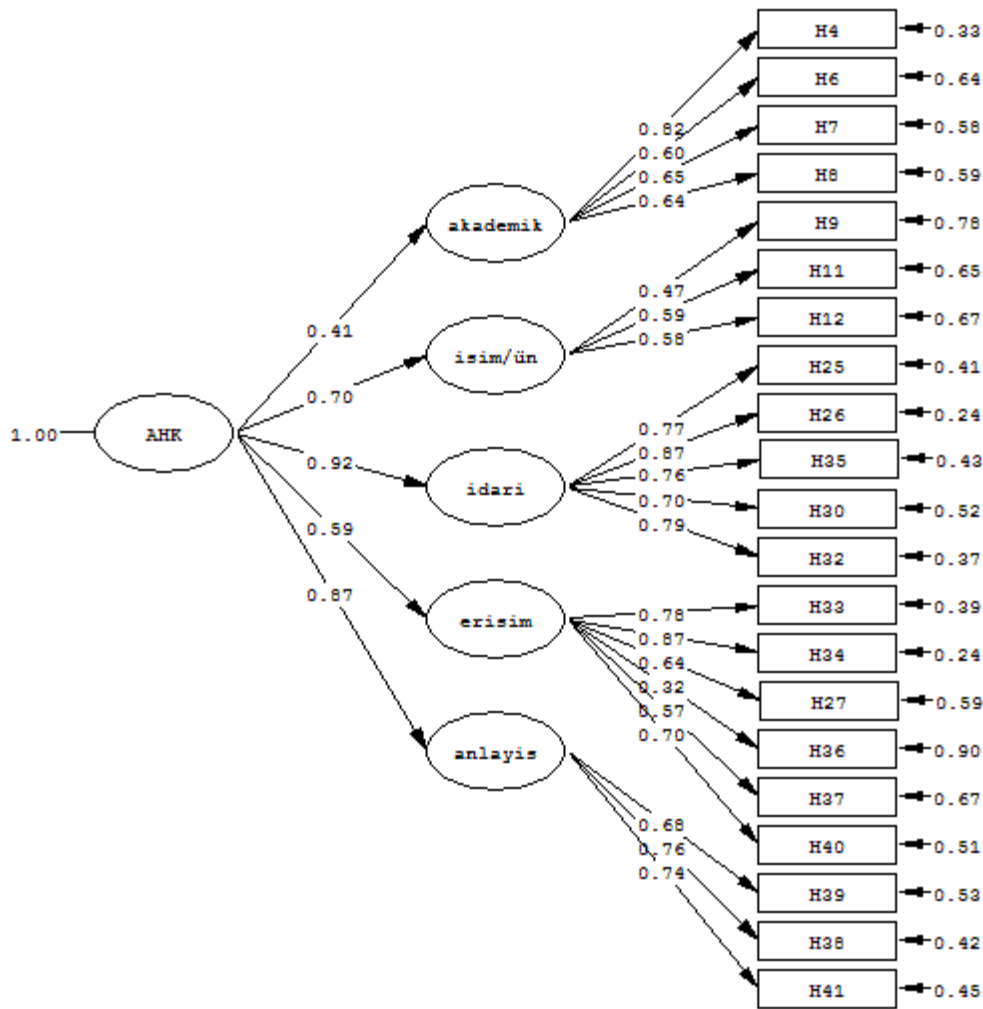 H4 0.33
H6 0.64
0.82
H7 0.58
0.60
0.65
H8 0.59
0.64
akademik
H9 0.78
H11 0.65
0.47
0.59
H12 0.67
0.41
0.58
isim/ün
H25 0.41
0.70
H26 0.24
0.77
1.00 AHK
0.87
H35 0.43
0.92
0.76
idari
0.70
H30 0.52
0.79
0.59
H32 0.37
0.87
H33 0.39
0.78
erisim
0.87
H34 0.24
0.64
0.32
H27 0.59
0.57
0.70
H36 0.90
anlayis
H37 0.67
0.68
H40 0.51
0.76
0.74
H39 0.53
H38 0.42
H41 0.45